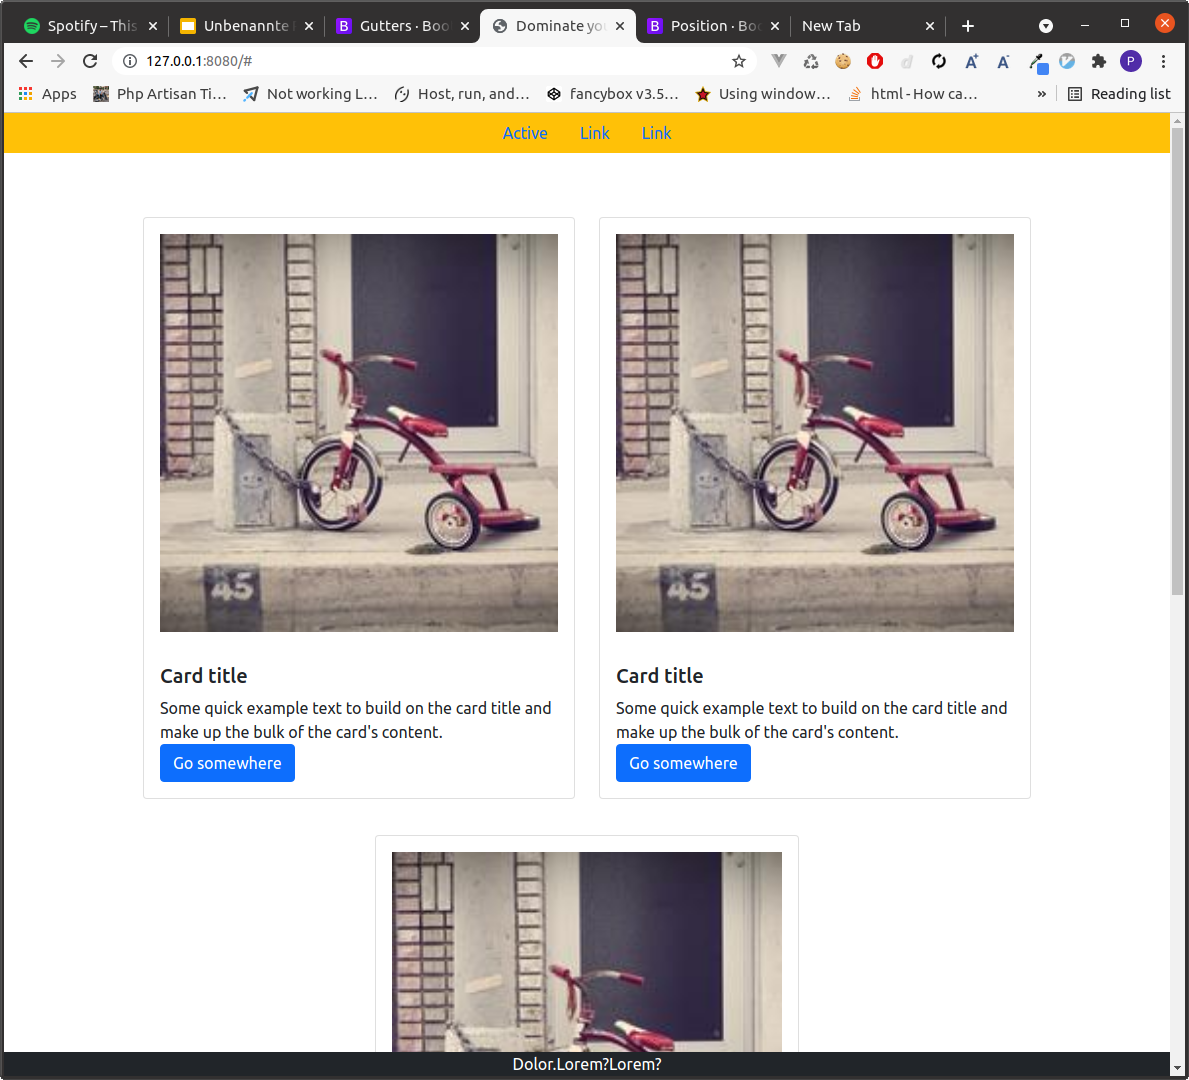 Spotify – This
Unbenannte
Gutters · Boo
Dominate yo
Position · Bo
New Tab
127.0.0.1:8080/#
P
Apps
Php Artisan Ti...
Not working L...
Host, run, and...
fancybox v3.5...
Using window...
html - How ca...
»
Reading list
Active Link Link
45
45
Card title
Some quick example text to build on the card title and
make up the bulk of the card's content.
Go somewhere
Card title
Some quick example text to build on the card title and
make up the bulk of the card's content.
Go somewhere
Dolor.Lorem?Lorem?